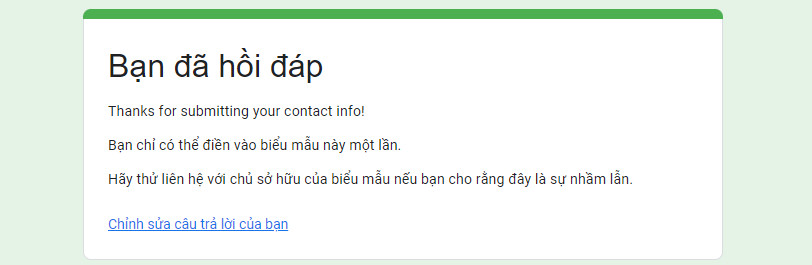 Bạn đã hồi đáp
Thanks for submitting your contact info!
Bạn chỉ có thể điền vào biểu mẫu này một lần.
Hãy thử liên hệ với chủ sở hữu của biểu mẫu nếu bạn cho rằng đây là sự nhầm lẫn.
Chỉnh sửa câu trả lời của bạn